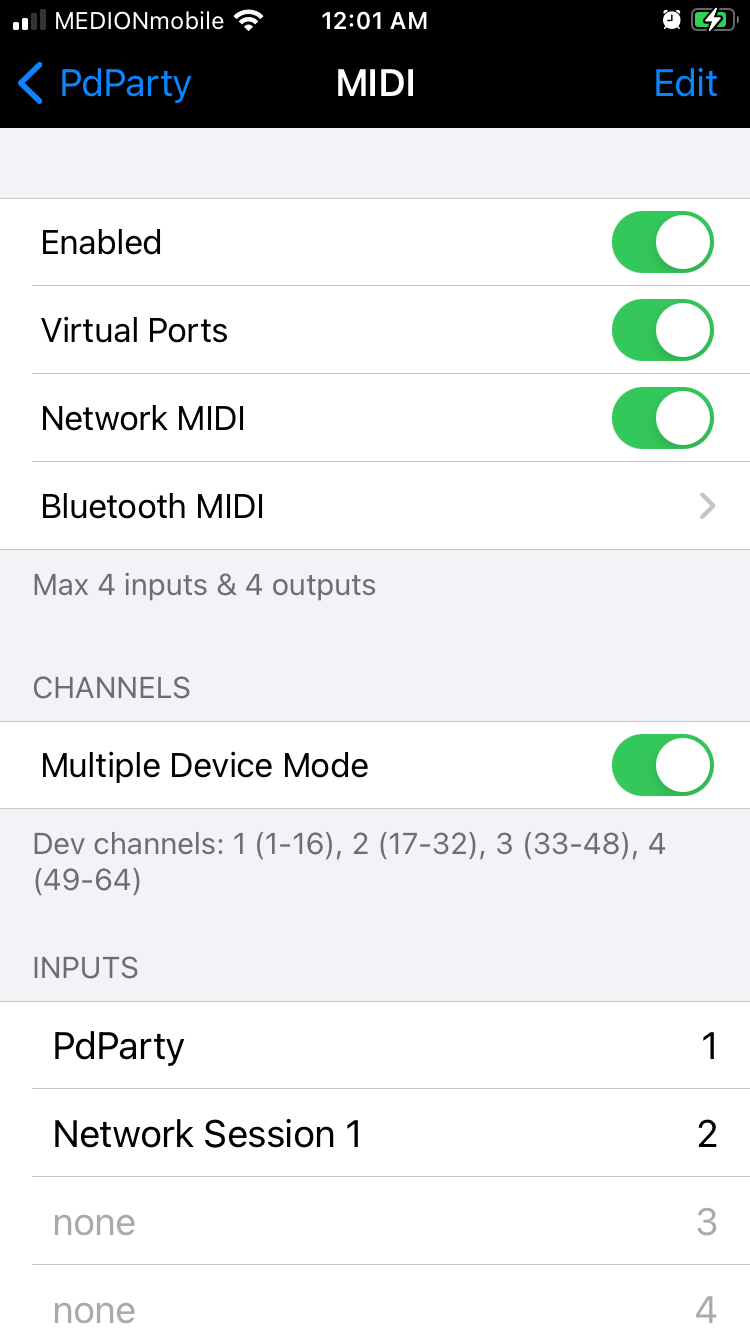 MEDIONmobile 12:01 AM
PdParty MIDI Edit
Enabled
Virtual Ports
Network MIDI
Bluetooth MIDI
Max 4 inputs & 4 outputs
CHANNELS
Multiple Device Mode
Dev channels: 1 (1-16), 2 (17-32), 3 (33-48), 4
(49-64)
INPUTS
PdParty 1
Network Session 1 2
none 3
none 4